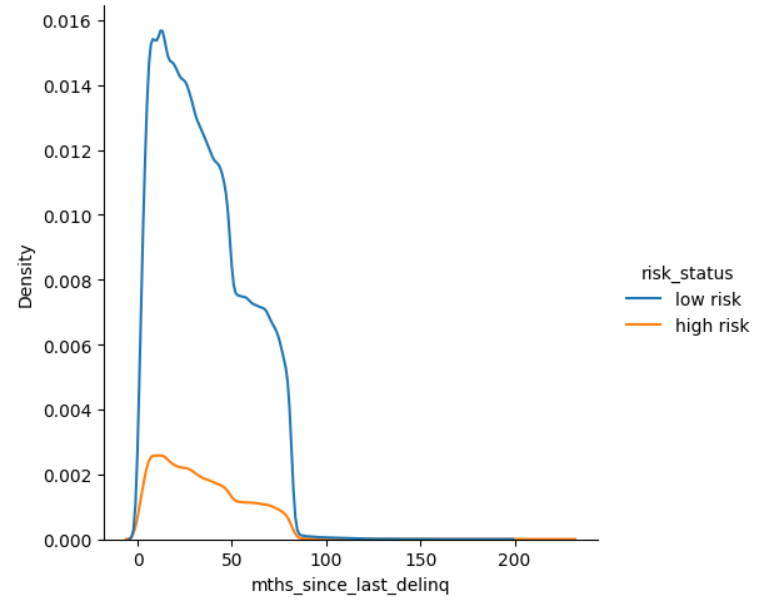 0.016
0.014
0.012
0.010
0.008
0.006
0.004
0.002
0.000
Density
0 50 100 150 200
mths_since_last_delinq
risk_status
low risk
high risk